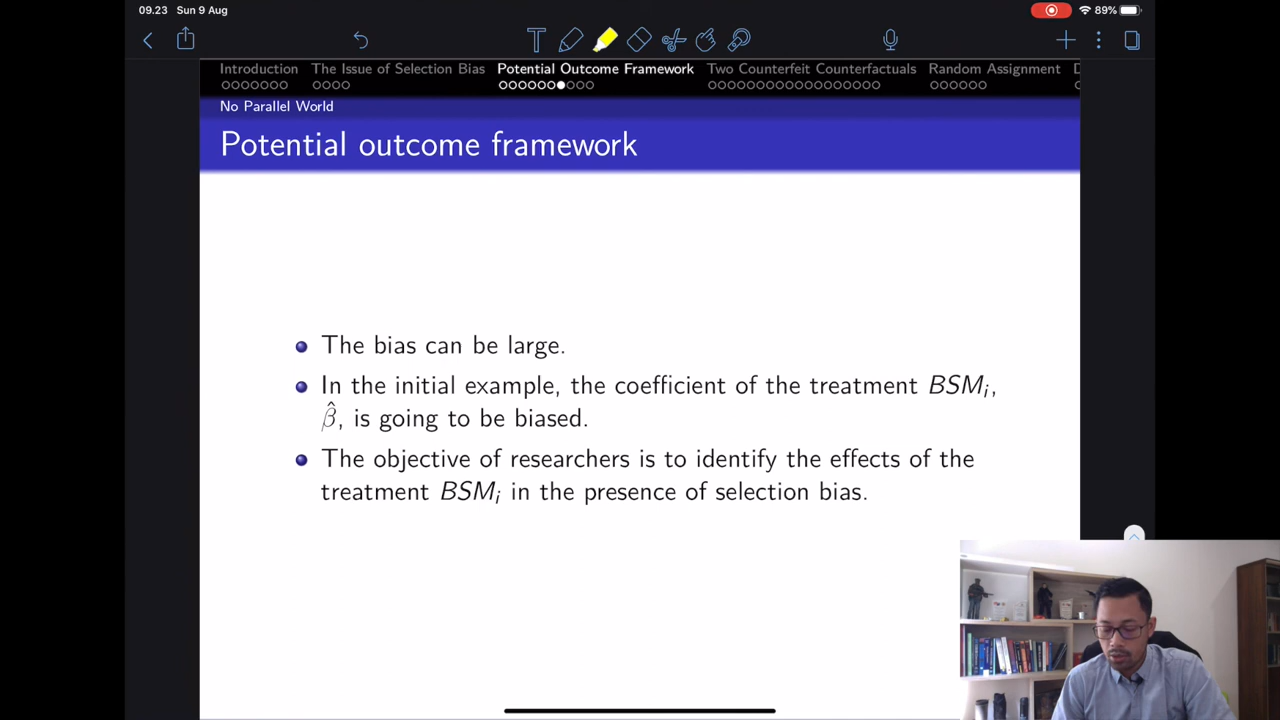 09.23 Sun 9 Aug
89%
Introduction The Issue of Selection Bias Potential Outcome Framework Two Counterfeit Counterfactuals Random Assignment
No Parallel World
Potential outcome framework
The bias can be large.
In the initial example, the coefficient of the treatment BSMᵢ,
β̂, is going to be biased.
The objective of researchers is to identify the effects of the
treatment BSMᵢ in the presence of selection bias.